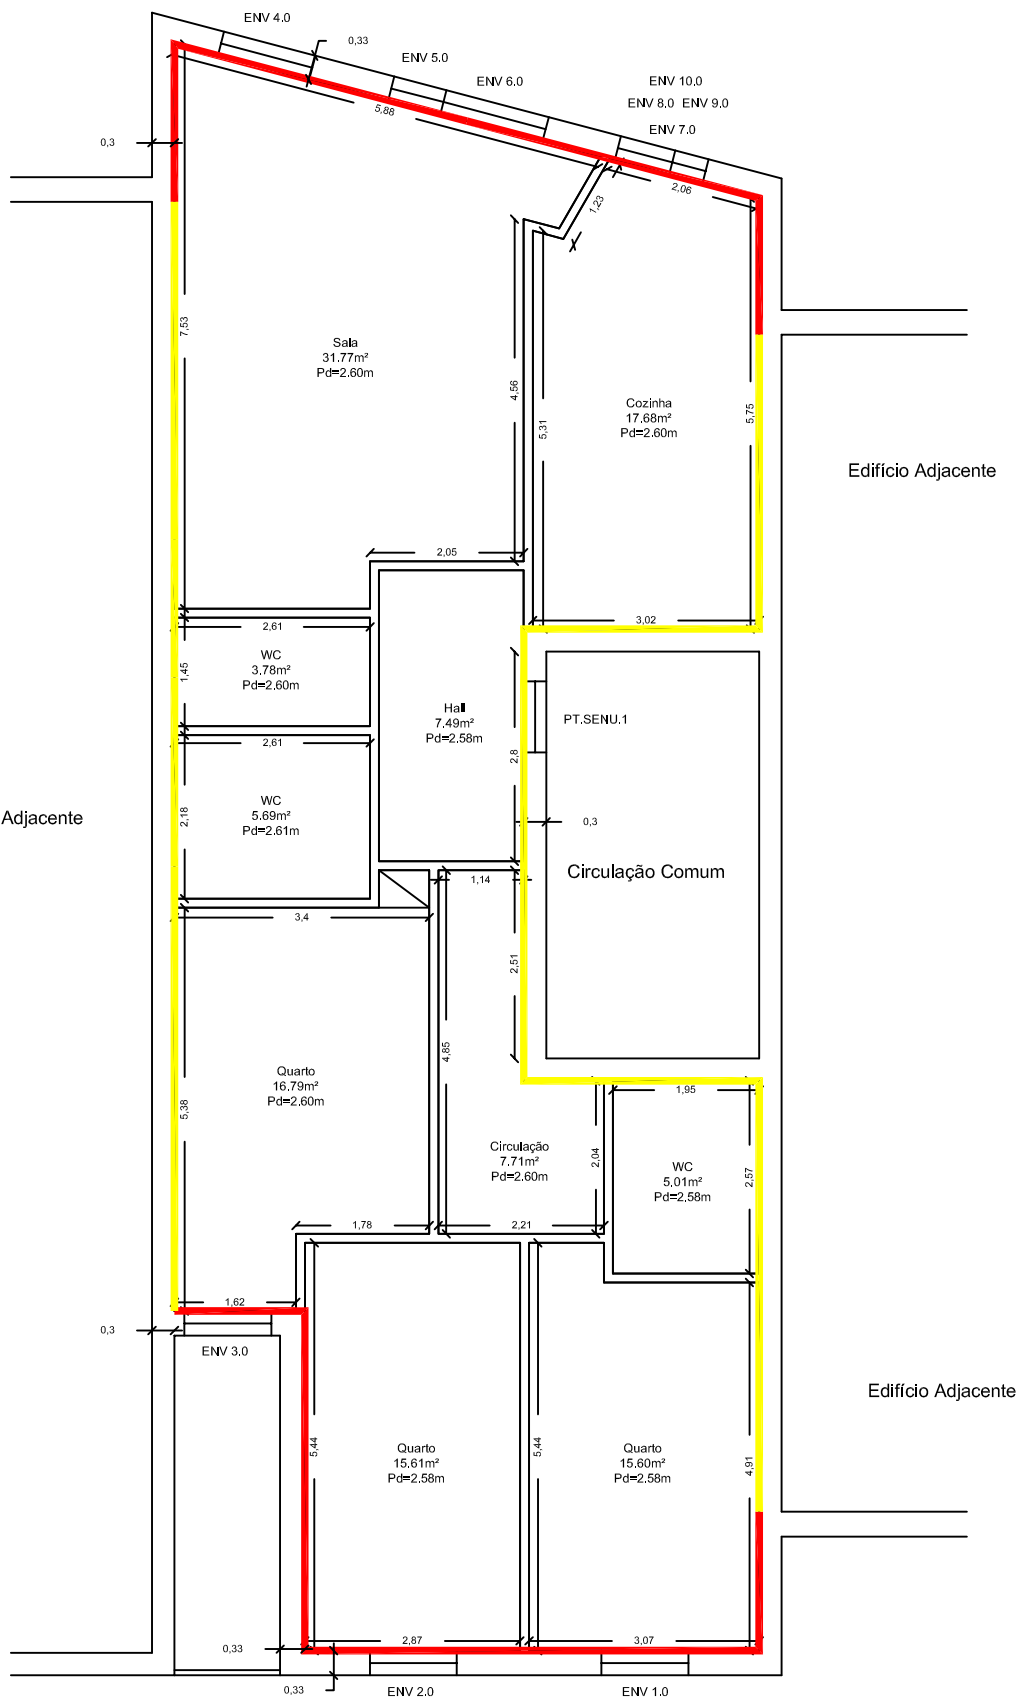 ENV 4.0
0,33
ENV 5.0
ENV 6.0
ENV 10.0
ENV 8.0 ENV 9.0
ENV 7.0
5,88
0,3
2,06
1,23
7,53
Sala
31.77m²
Pd=2.60m
4,56
5,31
Cozinha
17.68m²
Pd=2.60m
5,75
Edifício Adjacente
2,05
2,61
3,02
WC
3.78m²
Pd=2.60m
1,45
Hall
7.49m²
Pd=2.58m
PT.SENU.1
2,61
2,8
WC
5.69m²
Pd=2.61m
2,18
Adjacente
0,3
Circulação Comum
1,14
3,4
2,51
4,85
Quarto
16.79m²
Pd=2.60m
5,38
1,95
Circulação
7.71m²
Pd=2.60m
2,04
WC
5.01m²
Pd=2.58m
2,57
1,78
2,21
1,62
0,3
ENV 3.0
Edifício Adjacente
5,44
Quarto
15.61m²
Pd=2.58m
5,44
Quarto
15.60m²
Pd=2.58m
4,91
0,33
2,87
3,07
0,33
ENV 2.0
ENV 1.0